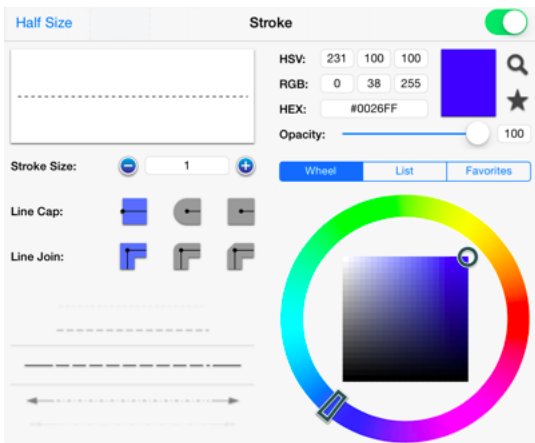 Half Size
Stroke
HSV: 231 100 100
RGB: 0 38 255
HEX: #0026FF
Opacity: 100
Stroke Size: 1
Wheel List Favorites
Line Cap:
Line Join: